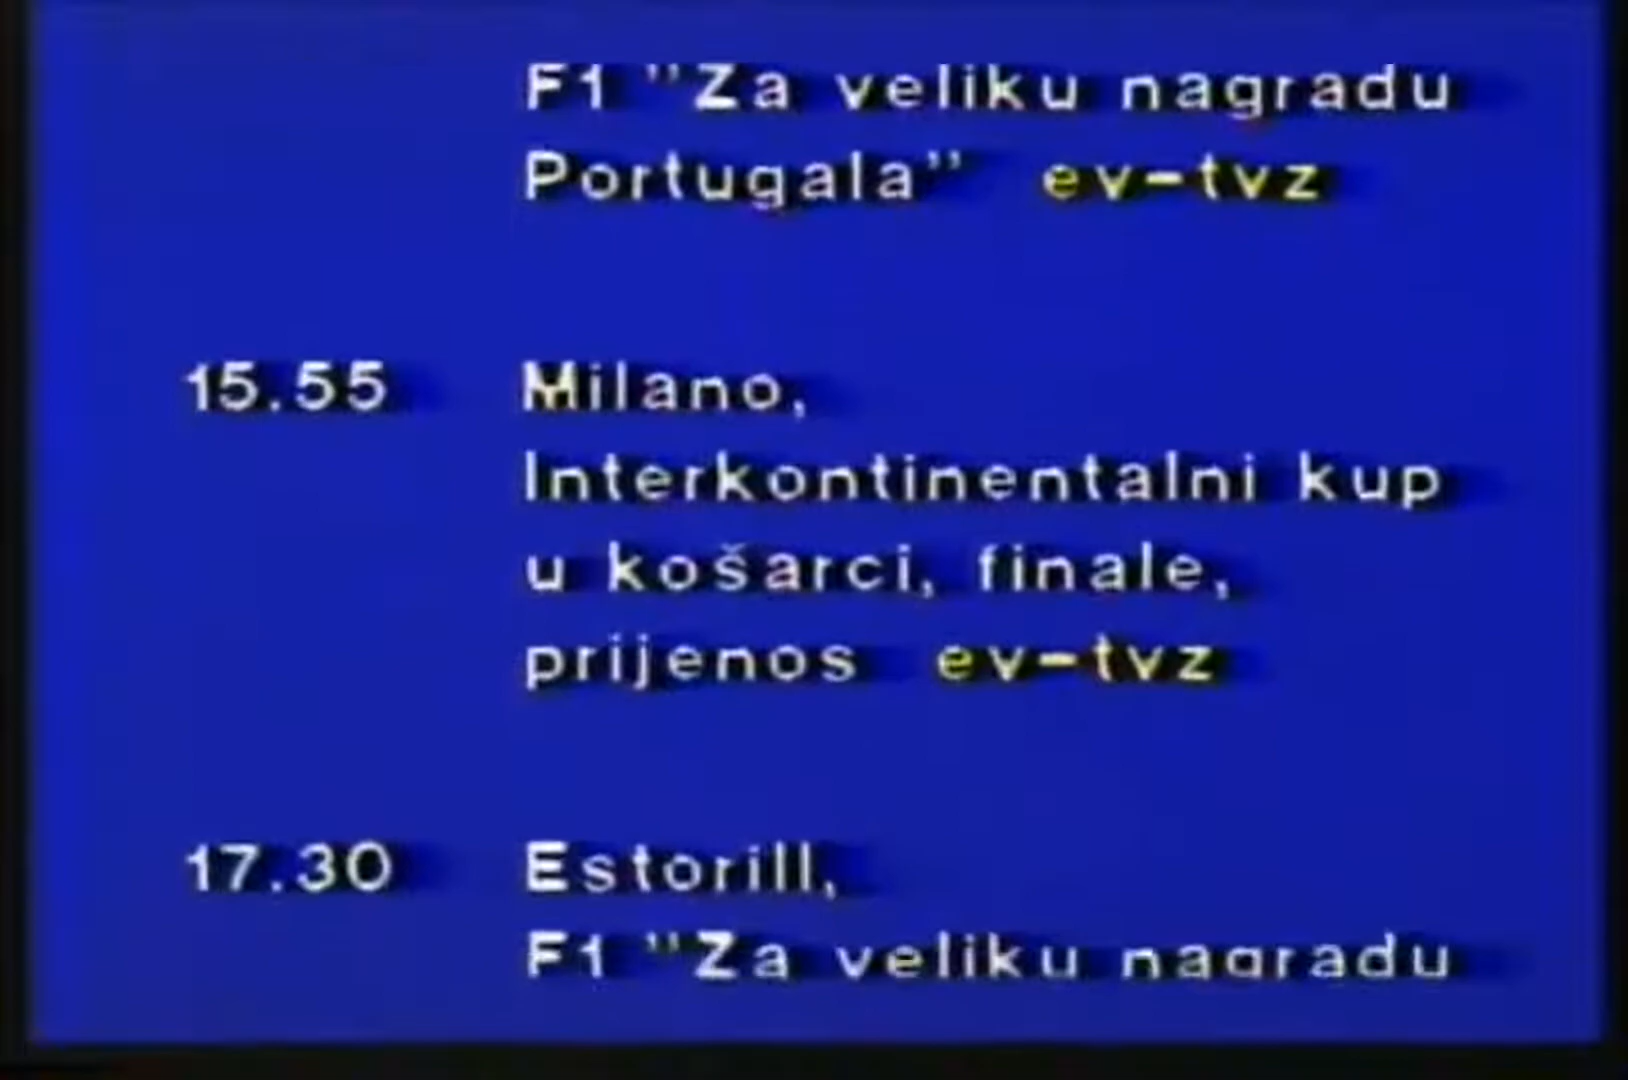 F1 "Za veliku nagradu
Portugala" ev-tvz
15.55 Milano,
Interkontinentalni kup
u košarci, finale,
prijenos ev-tvz
17.30 Estorill,
F1 "Za veliku nagradu